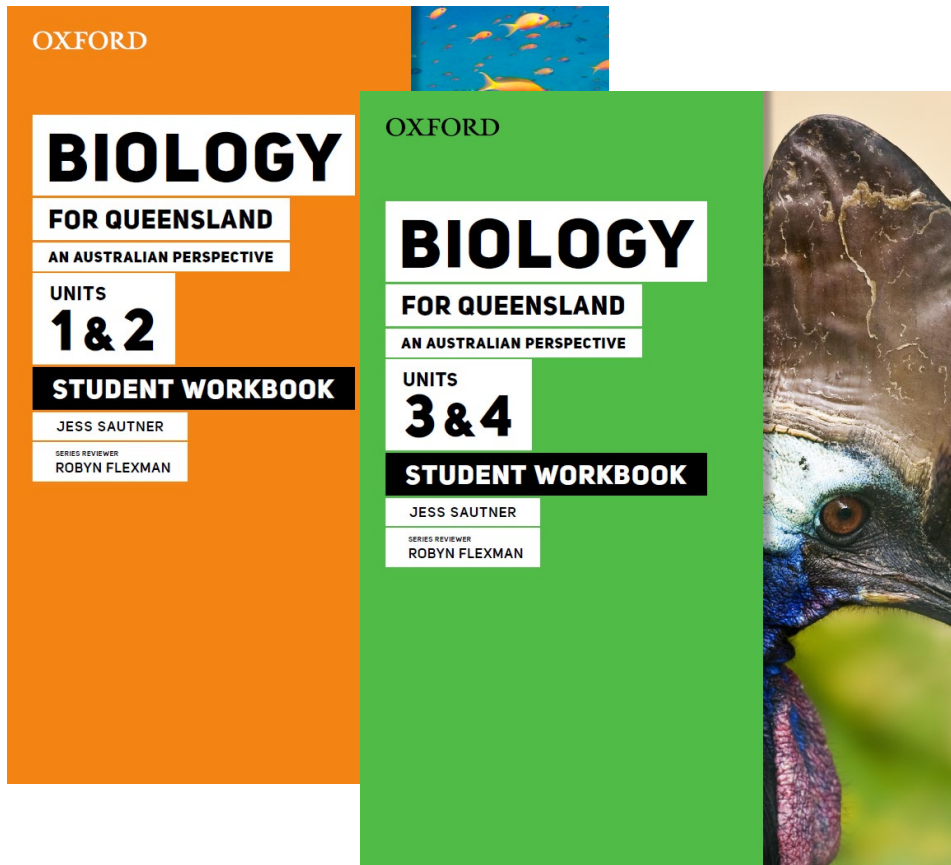 OXFORD
BIOLOGY
FOR QUEENSLAND
AN AUSTRALIAN PERSPECTIVE
UNITS
1 & 2
STUDENT WORKBOOK
JESS SAUTNER
SERIES REVIEWER
ROBYN FLEXMAN
OXFORD
BIOLOGY
FOR QUEENSLAND
AN AUSTRALIAN PERSPECTIVE
UNITS
3 & 4
STUDENT WORKBOOK
JESS SAUTNER
SERIES REVIEWER
ROBYN FLEXMAN